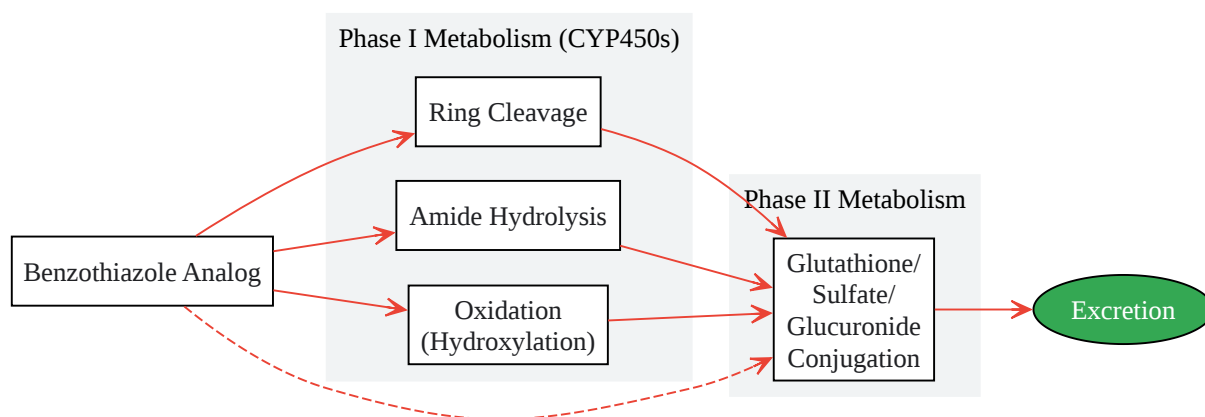 Phase I Metabolism (CYP450s)
Ring Cleavage
Amide Hydrolysis
Oxidation
(Hydroxylation)
Benzothiazole Analog
Phase II Metabolism
Glutathione/
Sulfate/
Glucuronide
Conjugation
Excretion